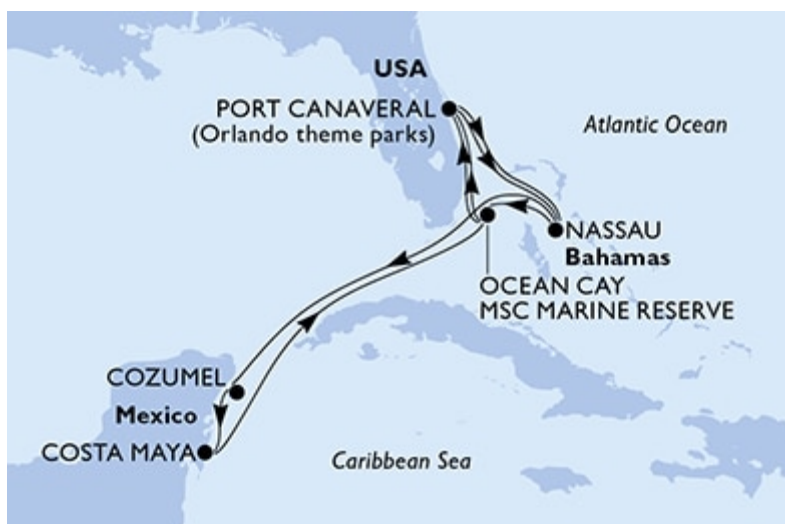 USA
PORT CANAVERAL
(Orlando theme parks)
Atlantic Ocean
NASSAU
Bahamas
OCEAN CAY
MSC MARINE RESERVE
COZUMEL
Mexico
COSTA MAYA
Caribbean Sea